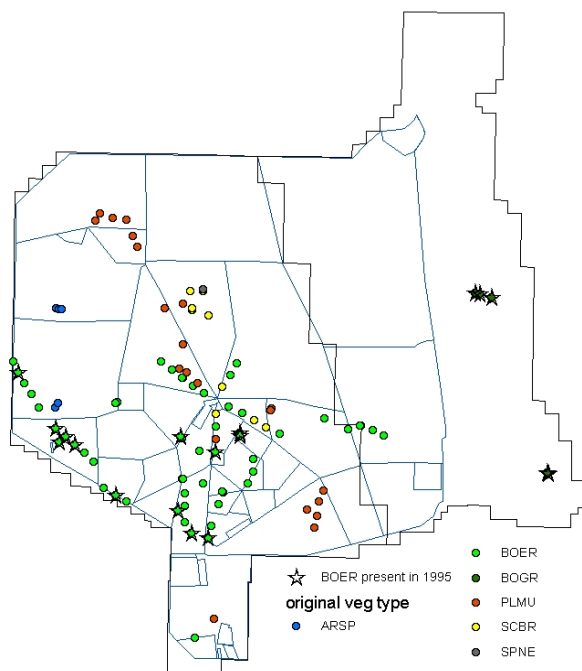 BOER present in 1995
original veg type
ARSP
BOER
BOGR
PLMU
SCBR
SPNE